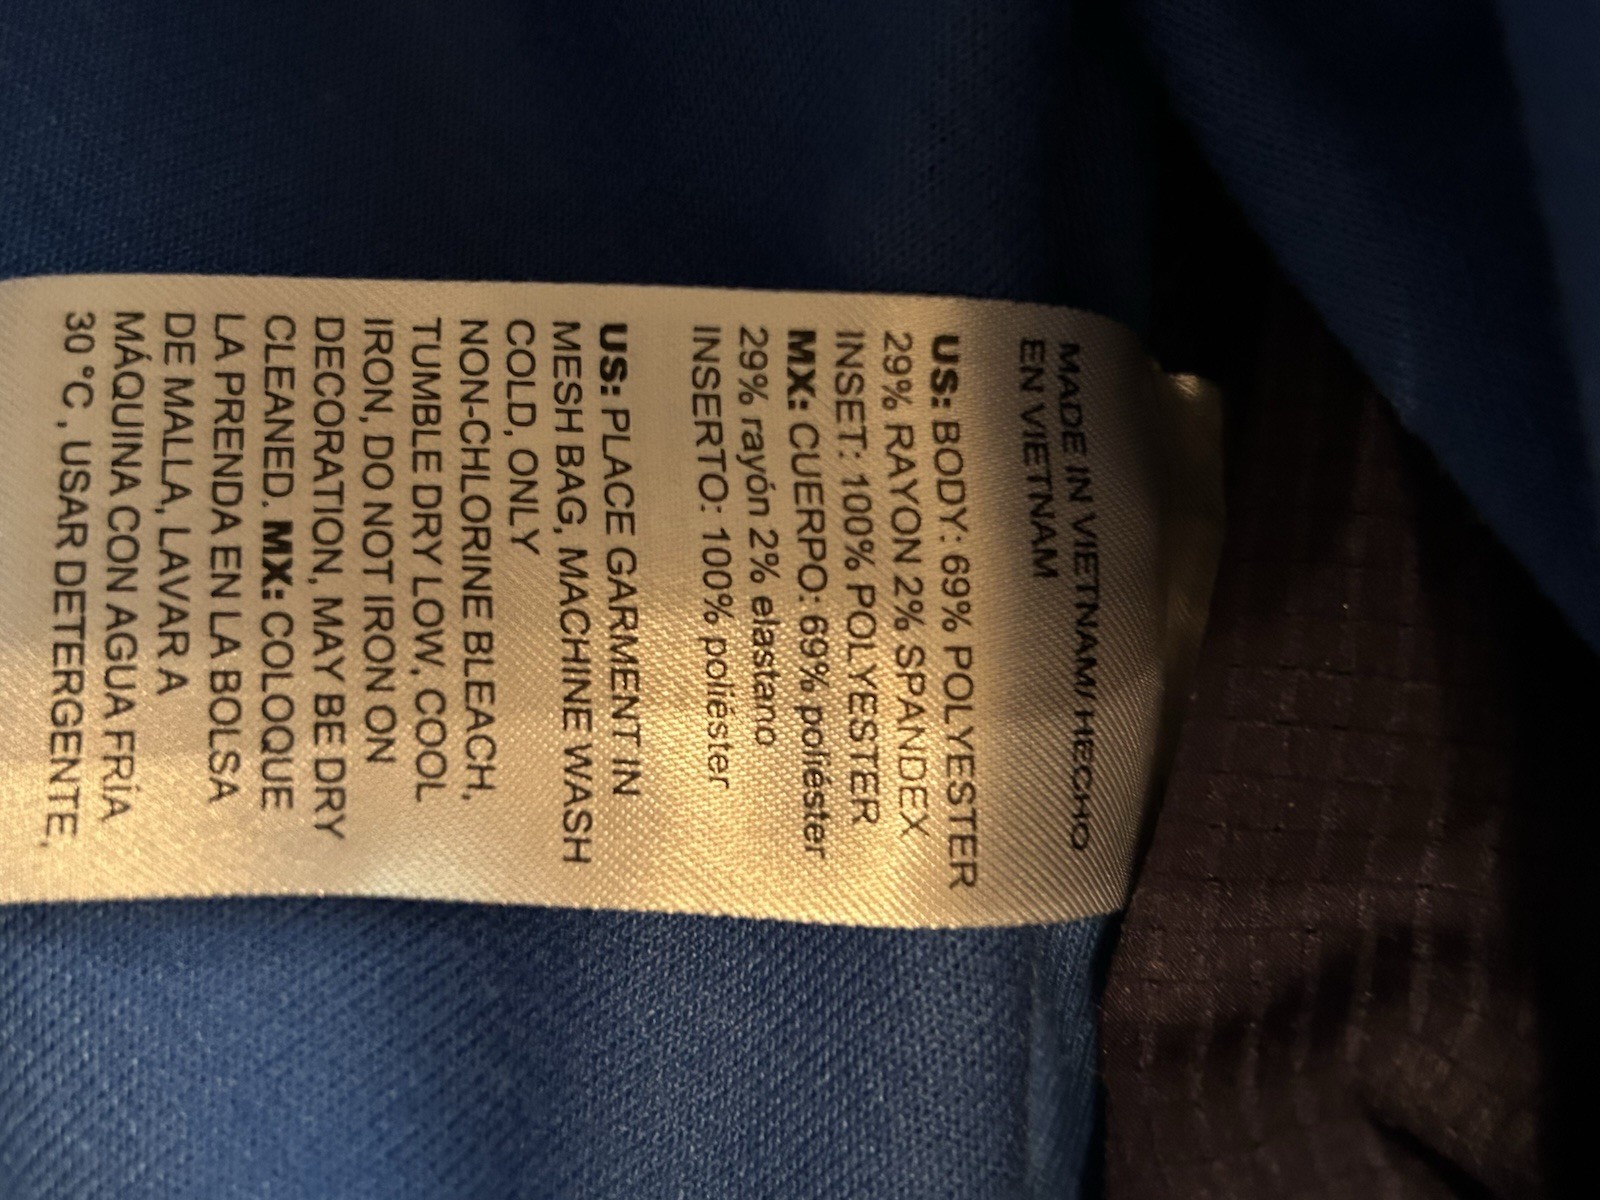 MADE IN VIETNAM/ HECHO
EN VIETNAM
US: BODY: 69% POLYESTER
29% RAYON 2% SPANDEX
INSET: 100% POLYESTER
MX: CUERPO: 69% poliéster
29% rayón 2% elastano
INSERTO: 100% poliéster
US: PLACE GARMENT IN
MESH BAG, MACHINE WASH
COLD, ONLY
NON-CHLORINE BLEACH,
TUMBLE DRY LOW, COOL
IRON, DO NOT IRON ON
DECORATION, MAY BE DRY
CLEANED. MX: COLOQUE
LA PRENDA EN LA BOLSA
DE MALLA, LAVAR A
MÁQUINA CON AGUA FRÍA
30 °C , USAR DETERGENTE,